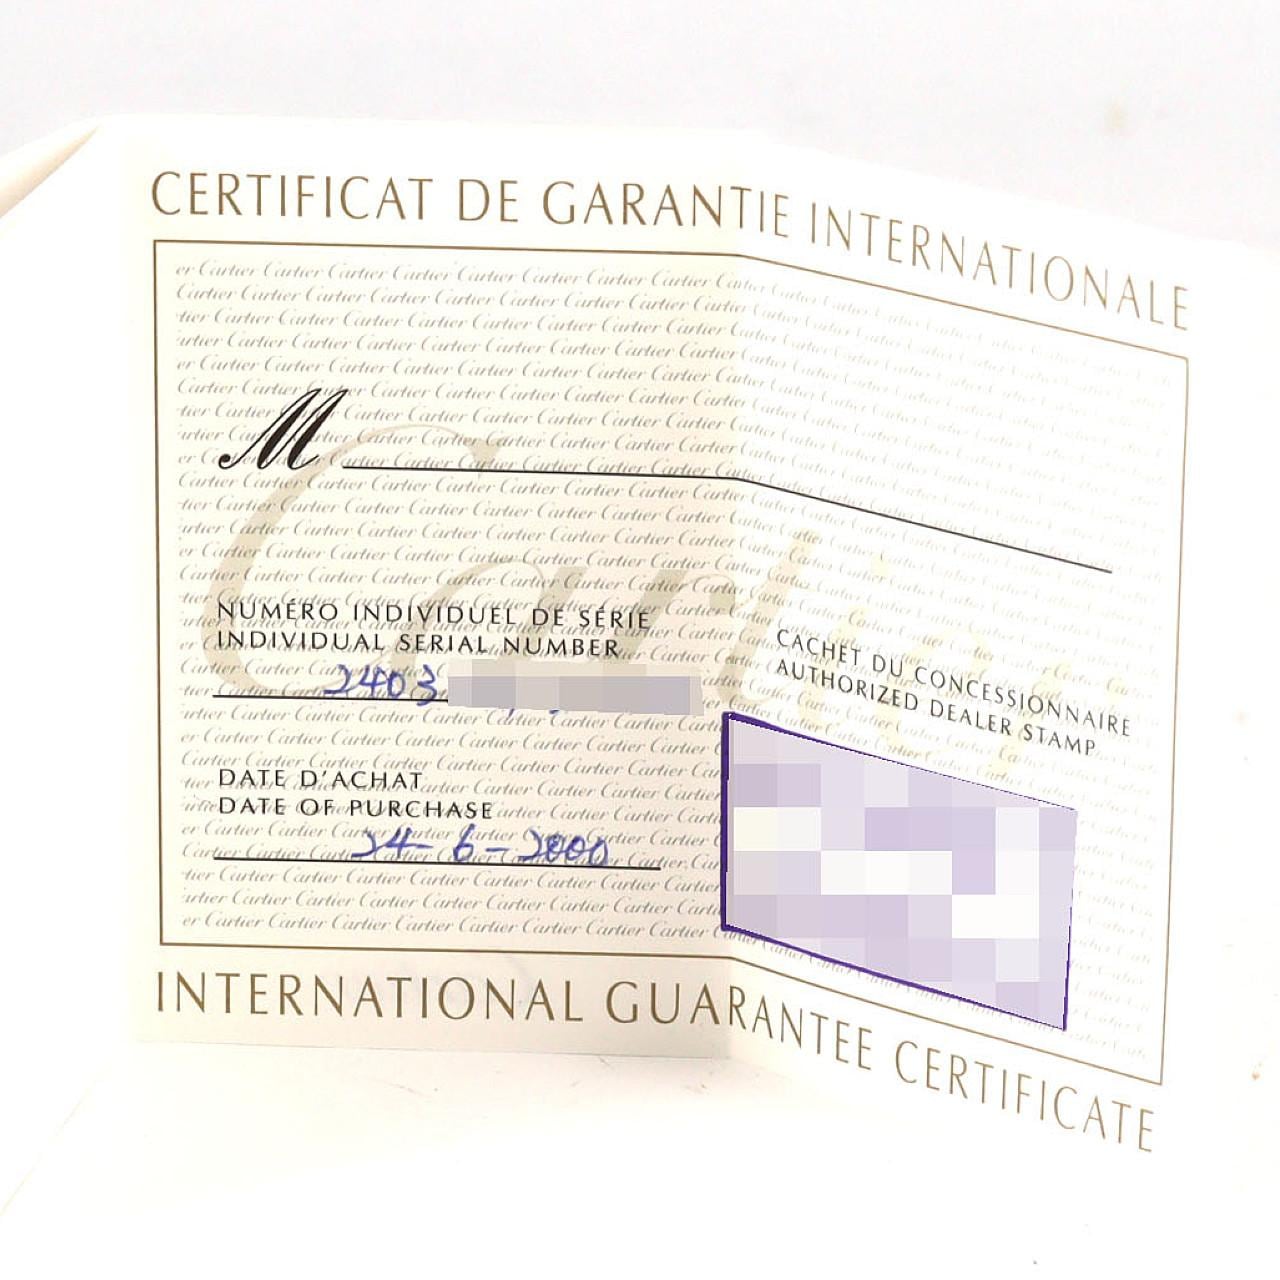 CERTIFICAT DE GARANTIE INTERNATIONALE
Cartier
M
NUMÉRO INDIVIDUEL DE SÉRIE
INDIVIDUAL SERIAL NUMBER
2403
CACHET DU CONCESSIONNAIRE
AUTHORIZED DEALER STAMP
DATE D'ACHAT
DATE OF PURCHASE
24-6-2000
INTERNATIONAL GUARANTEE CERTIFICATE